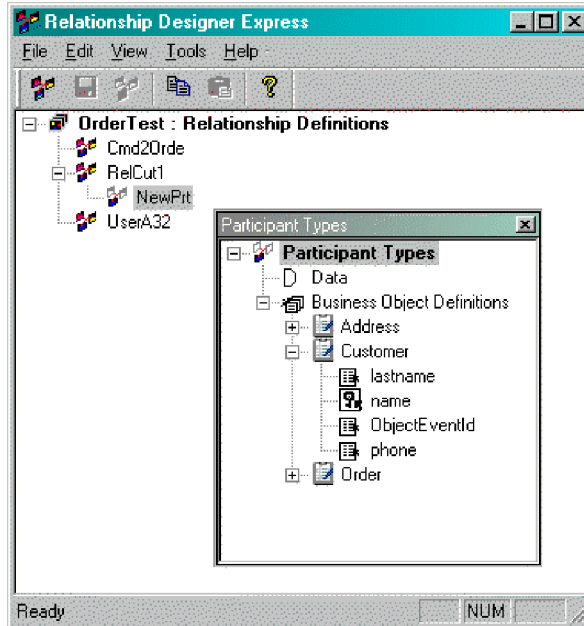 Relationship Designer Express
File Edit View Tools Help
OrderTest : Relationship Definitions
Cmd2Orde
RelCut1
NewPrt
UserA32
Participant Types
Participant Types
Data
Business Object Definitions
Address
Customer
lastname
name
ObjectEventId
phone
Order
Ready NUM